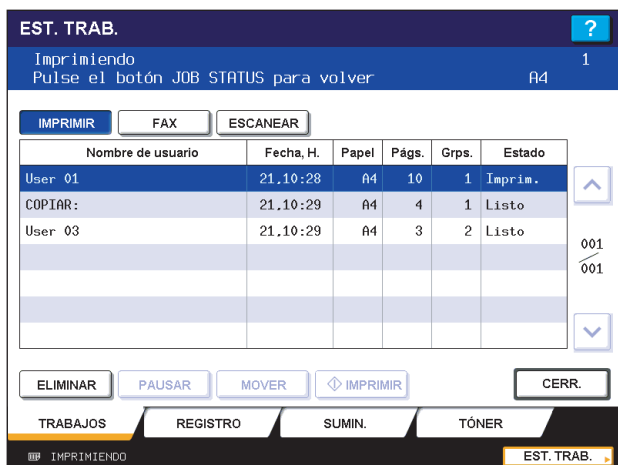 EST. TRAB. ?
Imprimiendo 1
Pulse el botón JOB STATUS para volver A4
IMPRIMIR FAX ESCANEAR
Nombre de usuario Fecha, H. Papel Págs. Grps. Estado
User 01 21,10:28 A4 10 1 Imprim.
COPIAR: 21,10:29 A4 4 1 Listo
User 03 21,10:29 A4 3 2 Listo
001
001
ELIMINAR PAUSAR MOVER IMPRIMIR CERR.
TRABAJOS REGISTRO SUMIN. TÓNER
IMPRIMIENDO EST. TRAB.